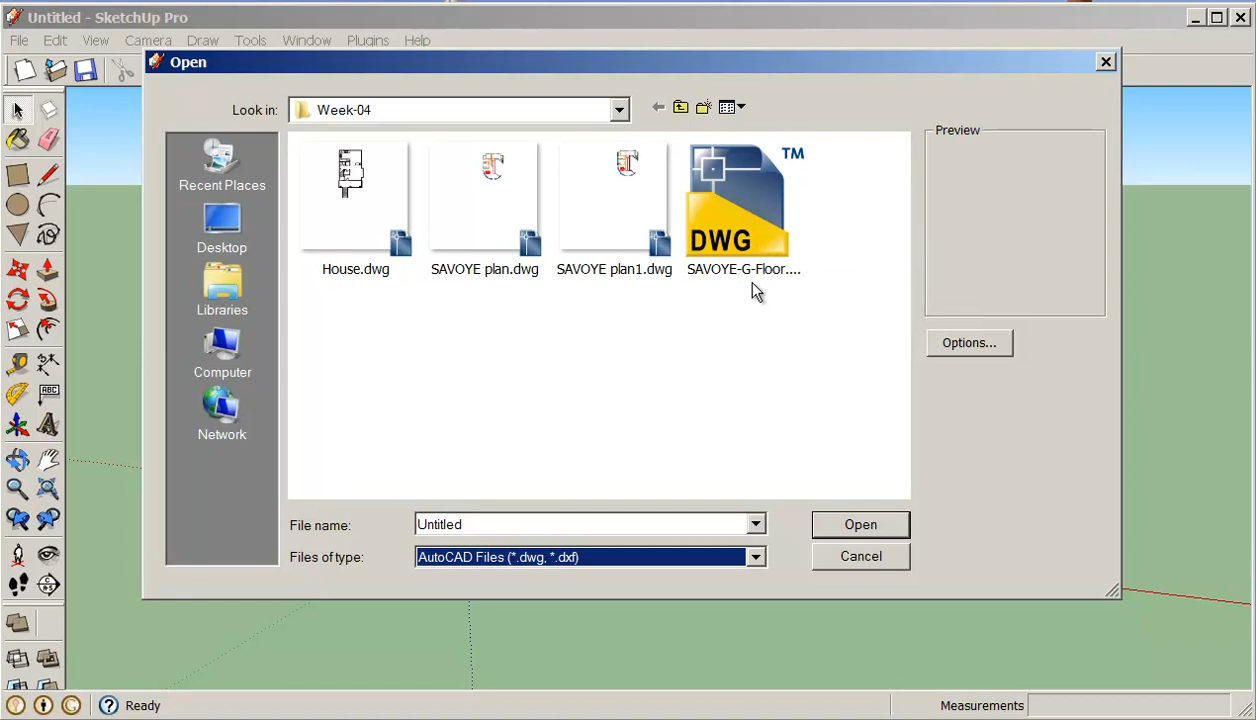 Untitled - SketchUp Pro
File Edit View Camera Draw Tools Window Plugins Help
Open
Look in: Week-04
Preview
Recent Places
Desktop
Libraries
Computer
Network
TM
DWG
House.dwg SAVOYE plan.dwg SAVOYE plan1.dwg SAVOYE-G-Floor....
Options...
File name: Untitled Open
Files of type: AutoCAD Files (*.dwg, *.dxf) Cancel
ABC
Ready Measurements